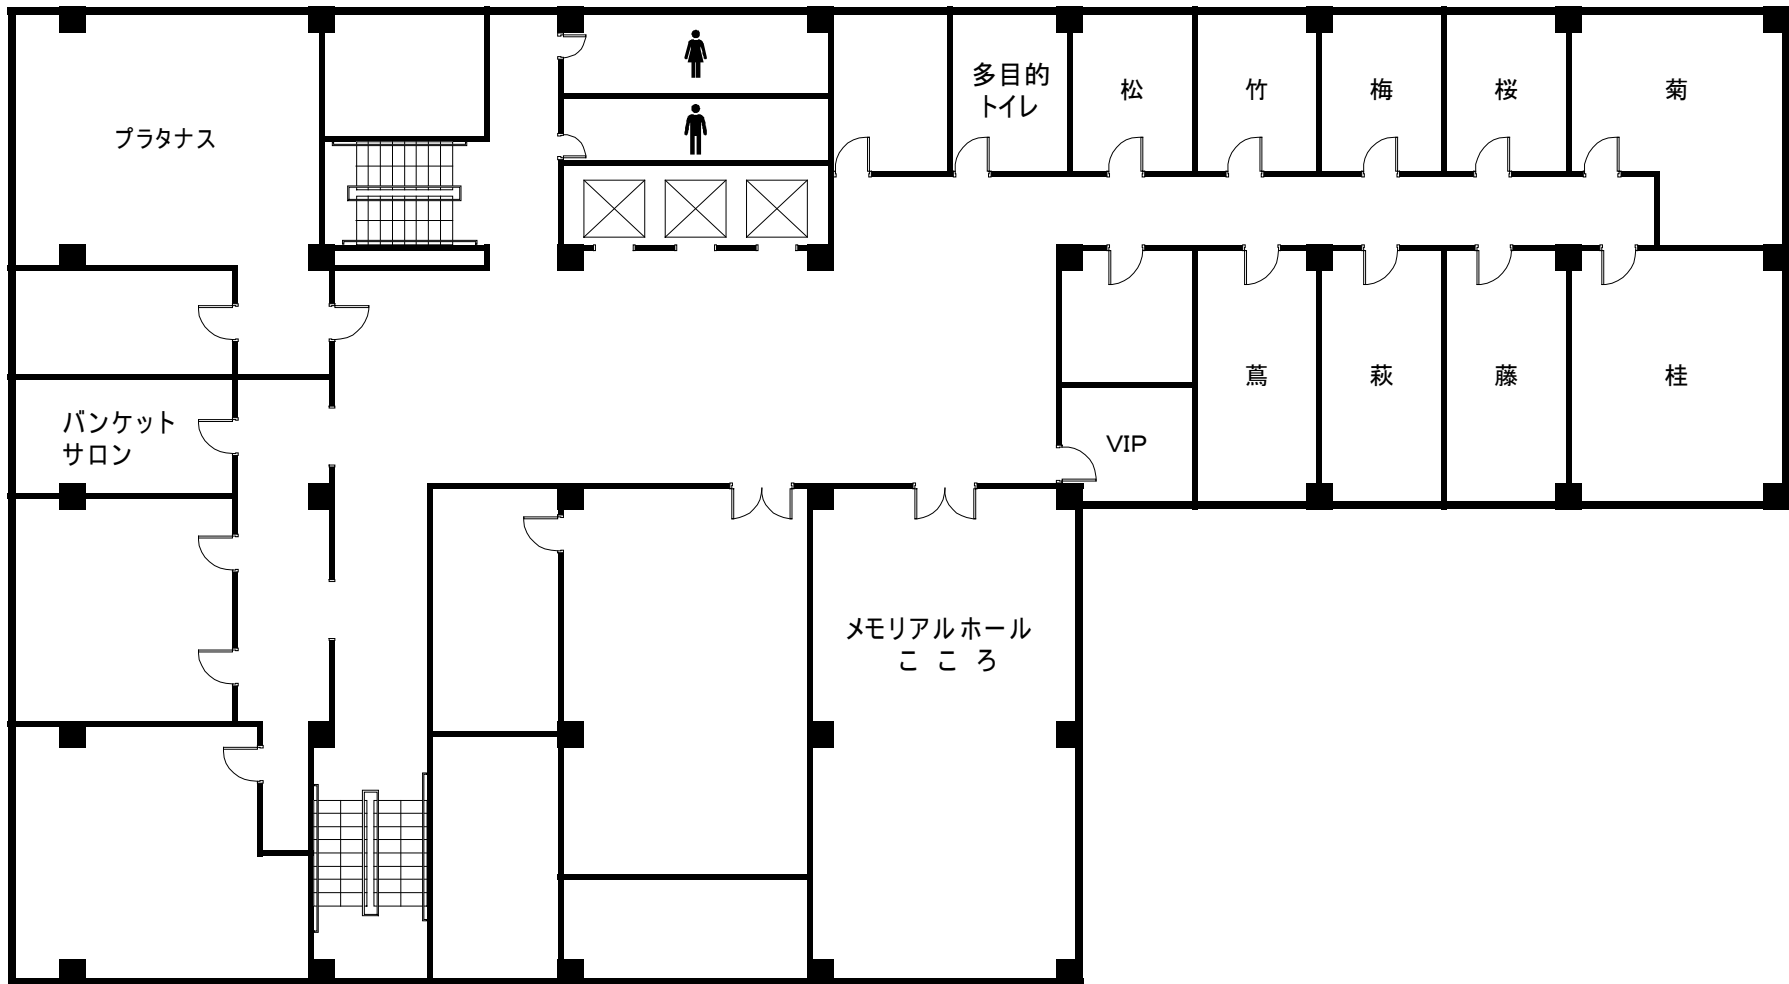 プラタナス
多目的
トイレ
松
竹
梅
桜
菊
バンケット
サロン
VIP
蔦
萩
藤
桂
メモリアルホール
こころ